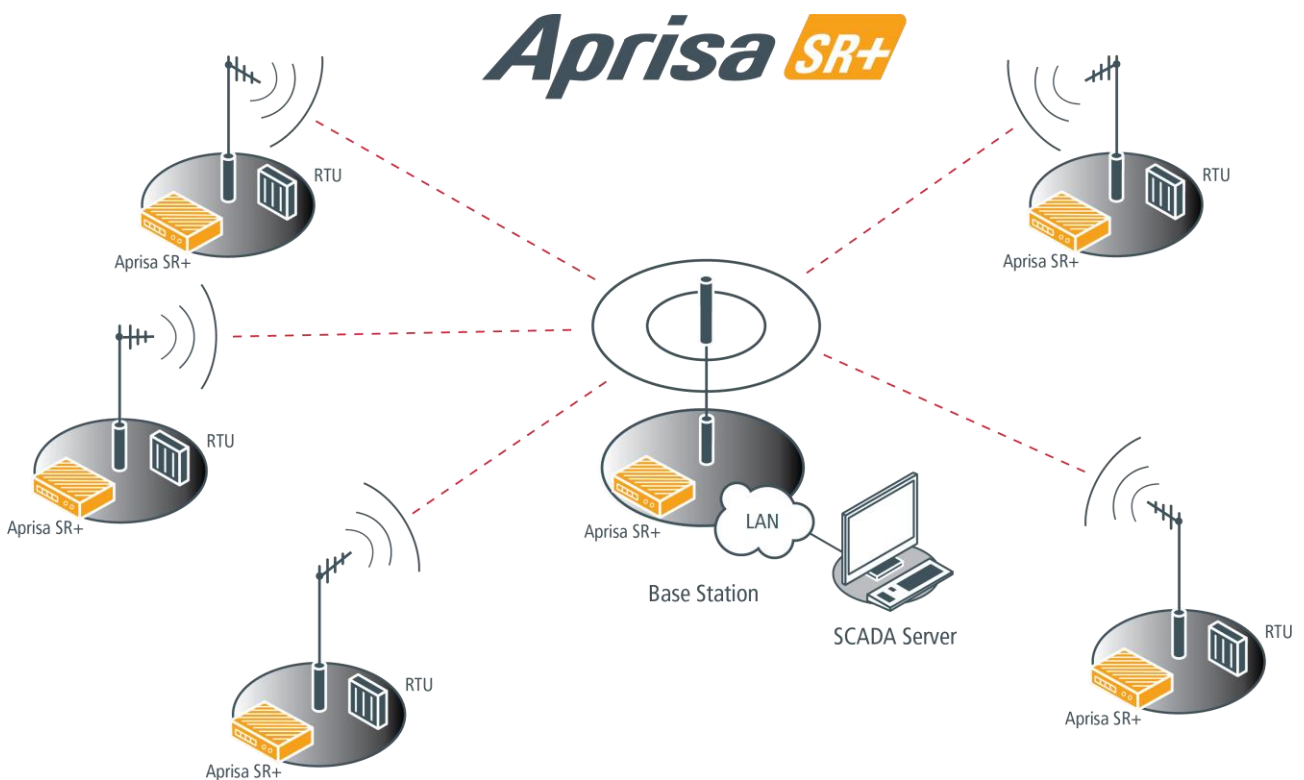 Aprisa SR+
RTU
Aprisa SR+
RTU
Aprisa SR+
RTU
Aprisa SR+
LAN
Aprisa SR+
Base Station
SCADA Server
RTU
Aprisa SR+
RTU
Aprisa SR+